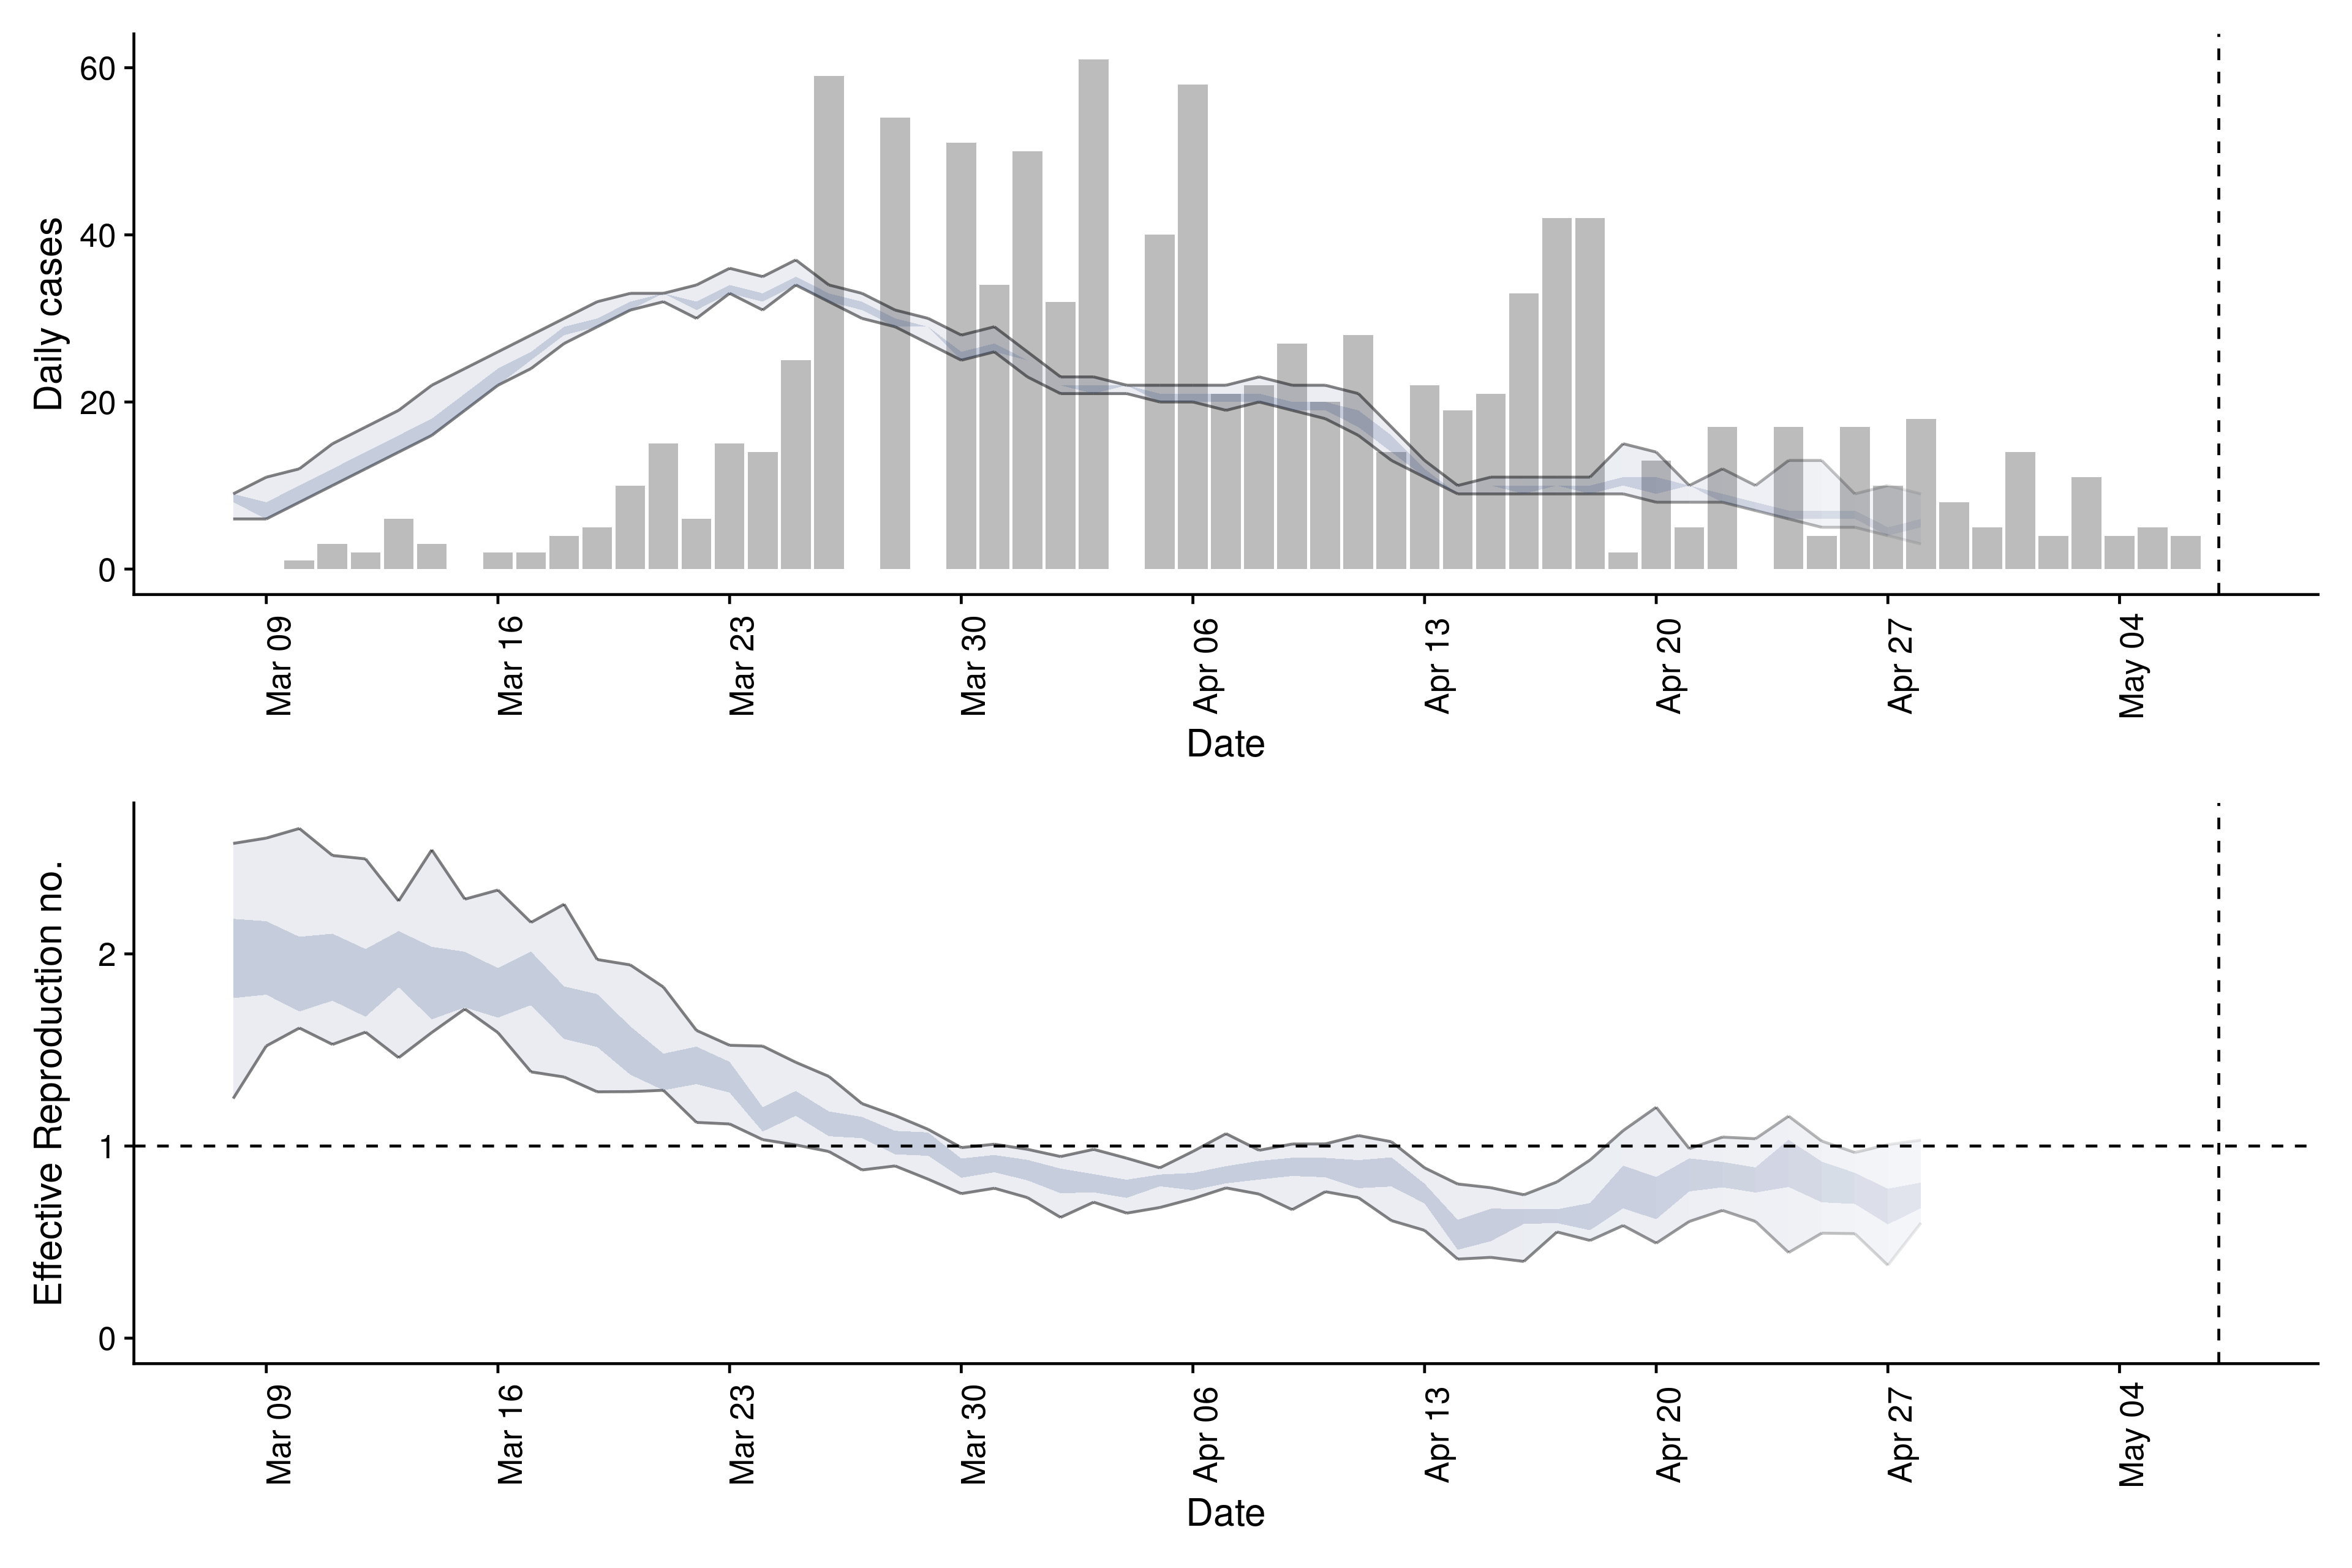 Daily cases
60
40
20
0
Mar 09
Mar 16
Mar 23
Mar 30
Apr 06
Apr 13
Apr 20
Apr 27
May 04
Date
Effective Reproduction no.
2
1
0
Mar 09
Mar 16
Mar 23
Mar 30
Apr 06
Apr 13
Apr 20
Apr 27
May 04
Date